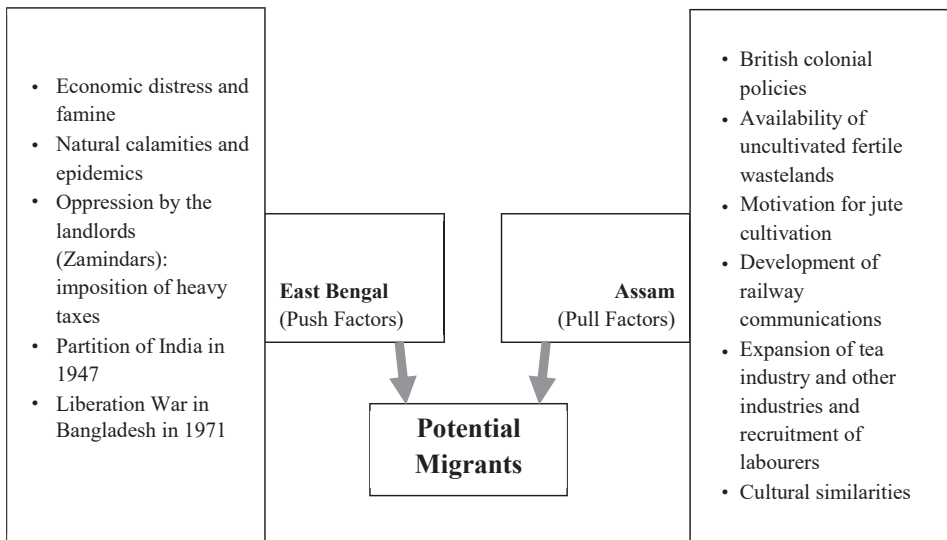 • Economic distress and
famine
• Natural calamities and
epidemics
• Oppression by the
landlords
(Zamindars):
imposition of heavy
taxes
• Partition of India in
1947
• Liberation War in
Bangladesh in 1971
East Bengal
(Push Factors)
Assam
(Pull Factors)
Potential
Migrants
• British colonial
policies
• Availability of
uncultivated fertile
wastelands
• Motivation for jute
cultivation
• Development of
railway
communications
• Expansion of tea
industry and other
industries and
recruitment of
labourers
• Cultural similarities